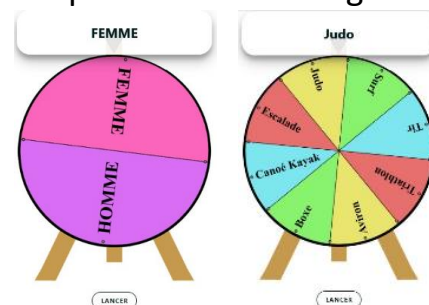 FEMME
FEMME
HOMME
LANCER
Judo
Judo
Surf
Tir
Triathlon
Aviron
Boxe
Canoë Kayak
Escalade
LANCER